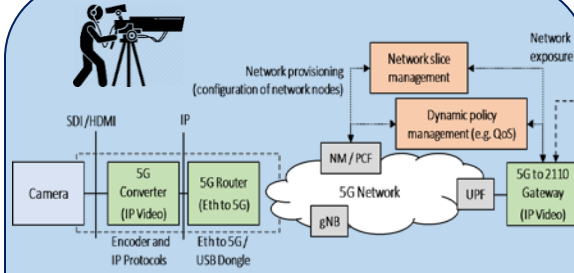 Network
exposure
Network slice
management
Network provisioning
(configuration of network nodes)
Dynamic policy
management (e.g. QoS)
SDI/HDMI
IP
NM / PCF
Camera
5G
Converter
(IP Video)
5G Router
(Eth to 5G)
5G Network
gNB
UPF
5G to 2110
Gateway
(IP Video)
Encoder and
IP Protocols
Eth to 5G /
USB Dongle